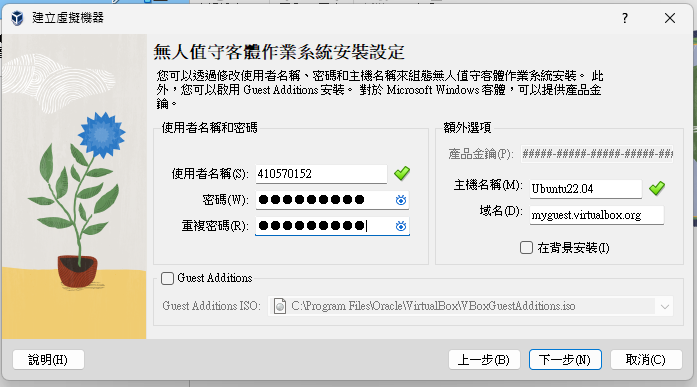 建立虛擬機器
? ×
無人值守客體作業系統安裝設定
您可以透過修改使用者名稱、密碼和主機名稱來組態無人值守客體作業系統安裝。 此
外，您可以啟用 Guest Additions 安裝。 對於 Microsoft Windows 客體，可以提供產品金
鑰。
使用者名稱和密碼
使用者名稱(S): 410570152
密碼(W): ●●●●●●●●●
重複密碼(R): ●●●●●●●●●
額外選項
產品金鑰(P): #####-#####-#####-#####-###
主機名稱(M): Ubuntu22.04
域名(D): myguest.virtualbox.org
在背景安裝(I)
Guest Additions
Guest Additions ISO: C:\Program Files\Oracle\VirtualBox\VBoxGuestAdditions.iso
說明(H) 上一步(B) 下一步(N) 取消(C)